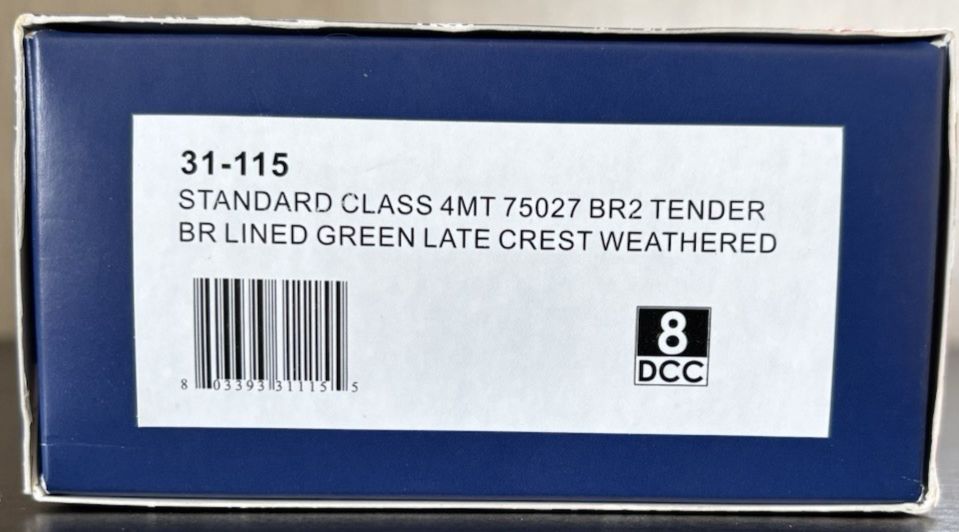 31-115
STANDARD CLASS 4MT 75027 BR2 TENDER
BR LINED GREEN LATE CREST WEATHERED
8 03393 31115 5
8
DCC